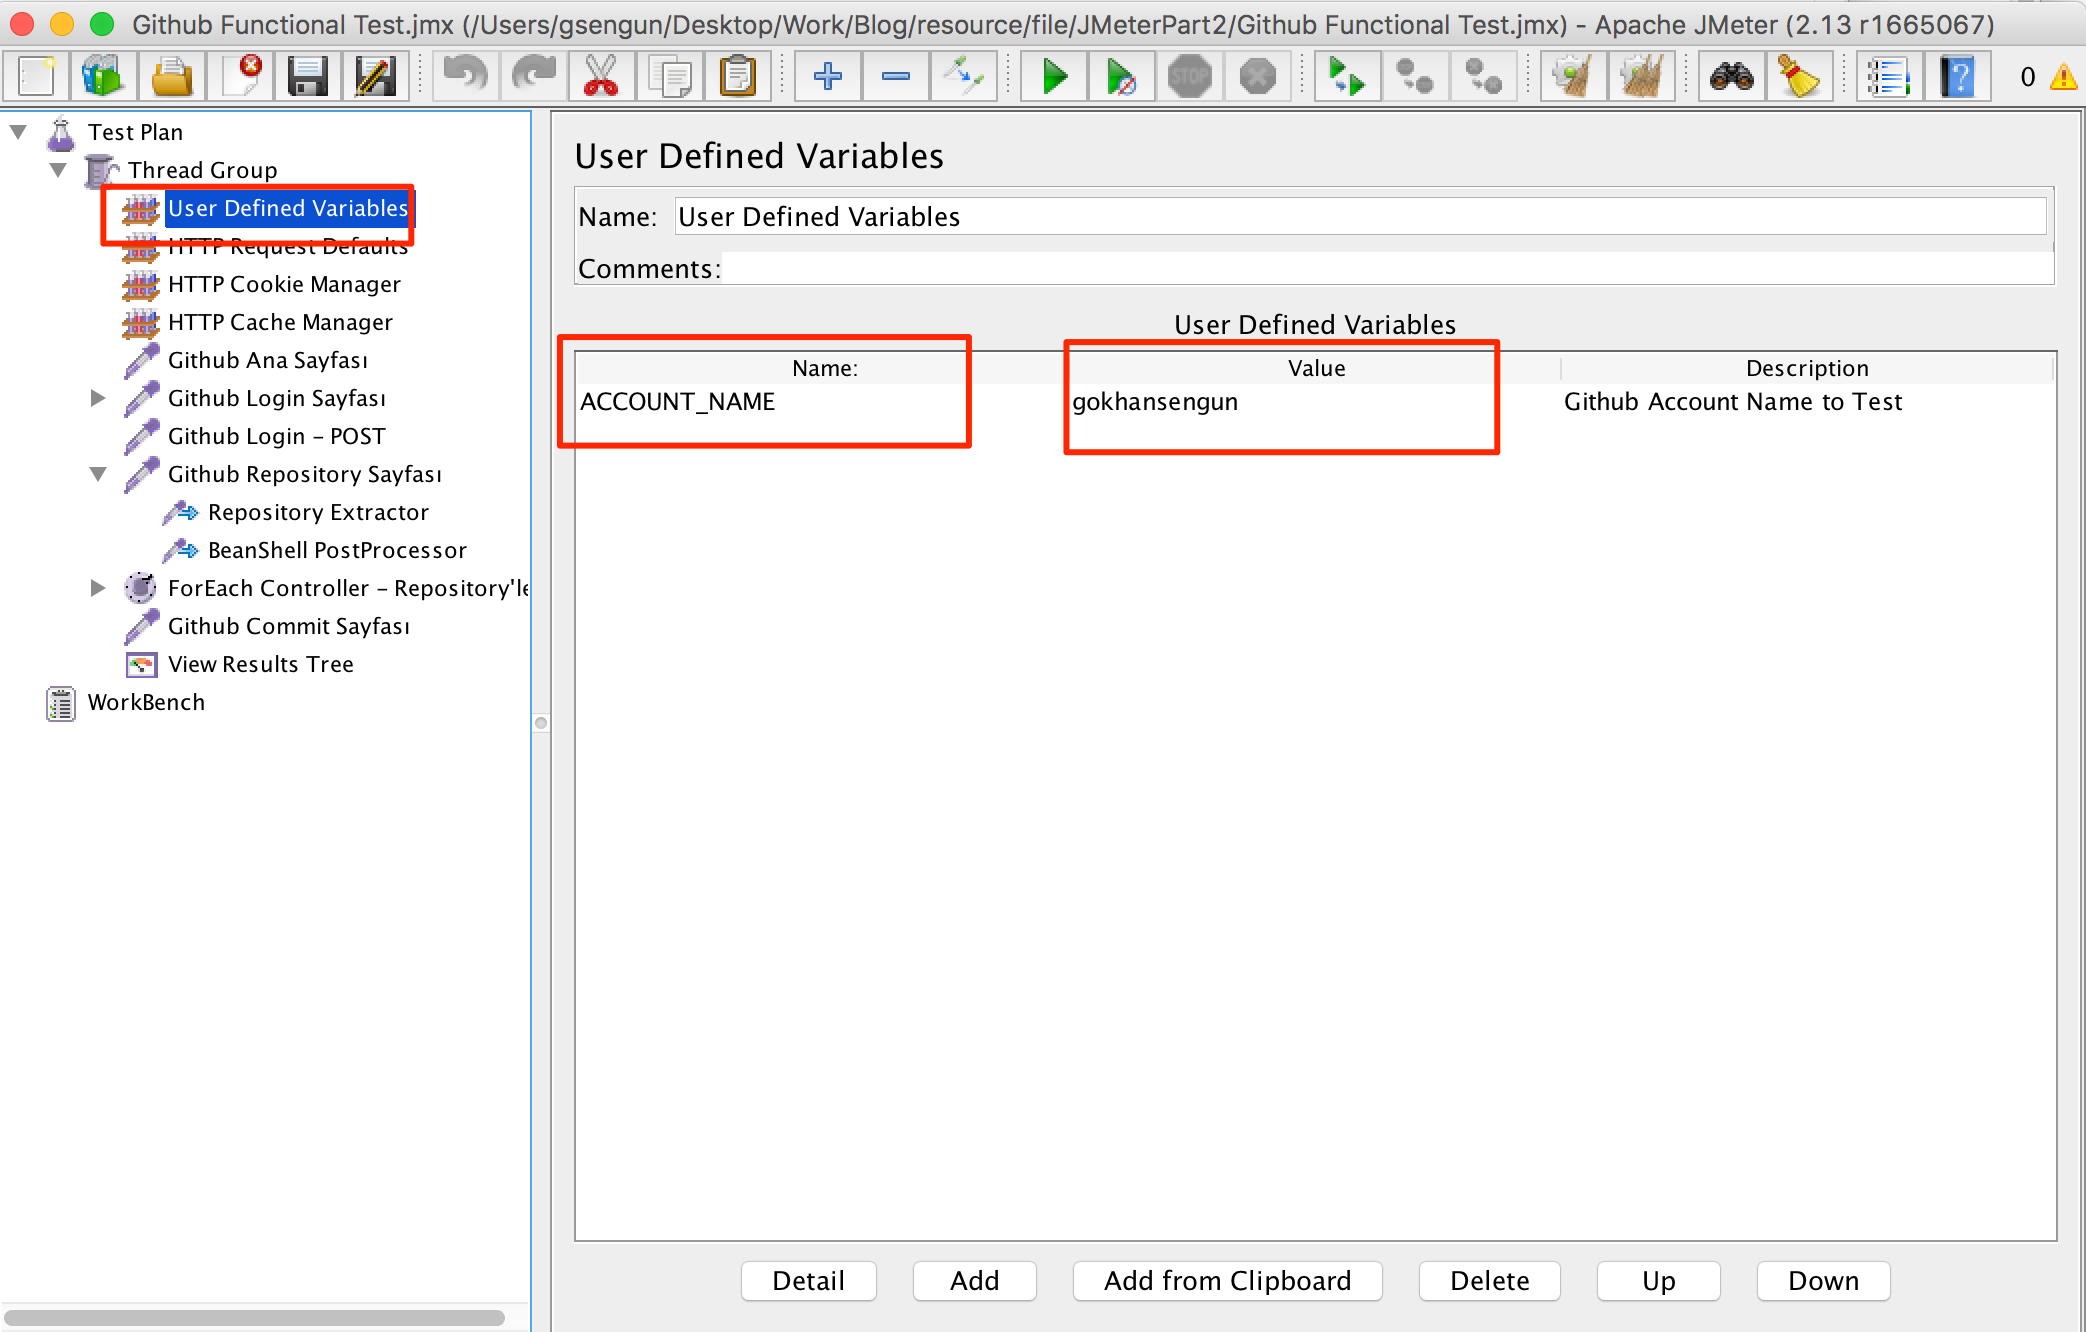 Github Functional Test.jmx (/Users/gsengun/Desktop/Work/Blog/resource/file/JMeterPart2/Github Functional Test.jmx) - Apache JMeter (2.13 r1665067)
STOP
?
0
Test Plan
Thread Group
User Defined Variables
HTTP Request Defaults
HTTP Cookie Manager
HTTP Cache Manager
Github Ana Sayfası
Github Login Sayfası
Github Login - POST
Github Repository Sayfası
Repository Extractor
BeanShell PostProcessor
ForEach Controller - Repository'le
Github Commit Sayfası
View Results Tree
WorkBench
User Defined Variables
Name: User Defined Variables
Comments:
User Defined Variables
Name: Value Description
ACCOUNT_NAME gokhansengun Github Account Name to Test
Detail Add Add from Clipboard Delete Up Down